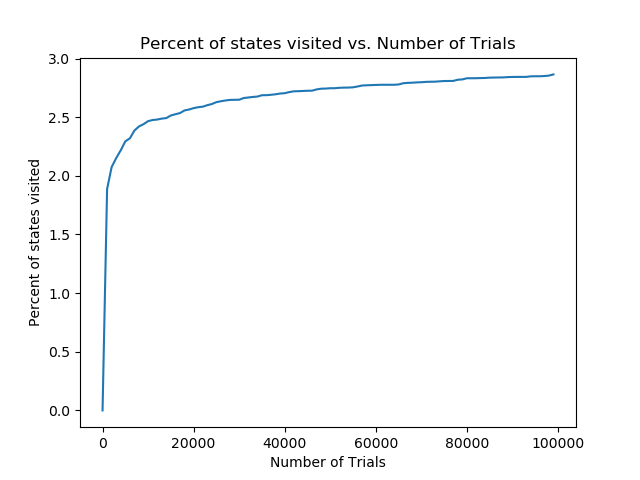 Percent of states visited vs. Number of Trials
3.0
2.5
2.0
1.5
1.0
0.5
0.0
Percent of states visited
0 20000 40000 60000 80000 100000
Number of Trials